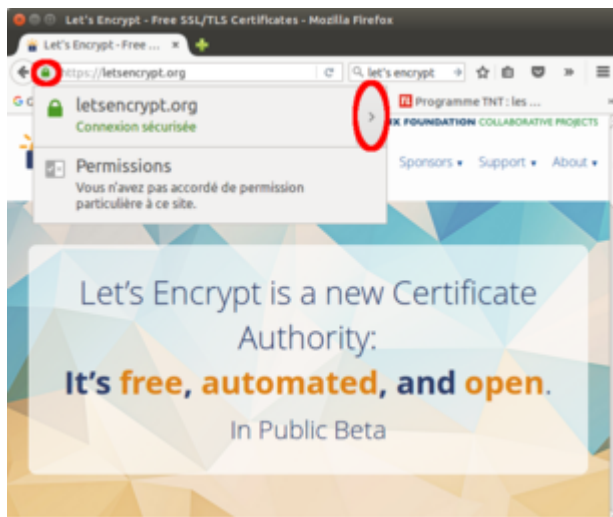 Let's Encrypt - Free SSL/TLS Certificates - Mozilla Firefox
Let's Encrypt - Free ...
https://letsencrypt.org
let's encrypt
letsencrypt.org
Connexion sécurisée
Programme TNT : les ...
FOUNDATION COLLABORATIVE PROJECTS
Permissions
Vous n'avez pas accordé de permission
particulière à ce site.
Sponsors
Support
About
Let's Encrypt is a new Certificate
Authority:
It's free, automated, and open.
In Public Beta